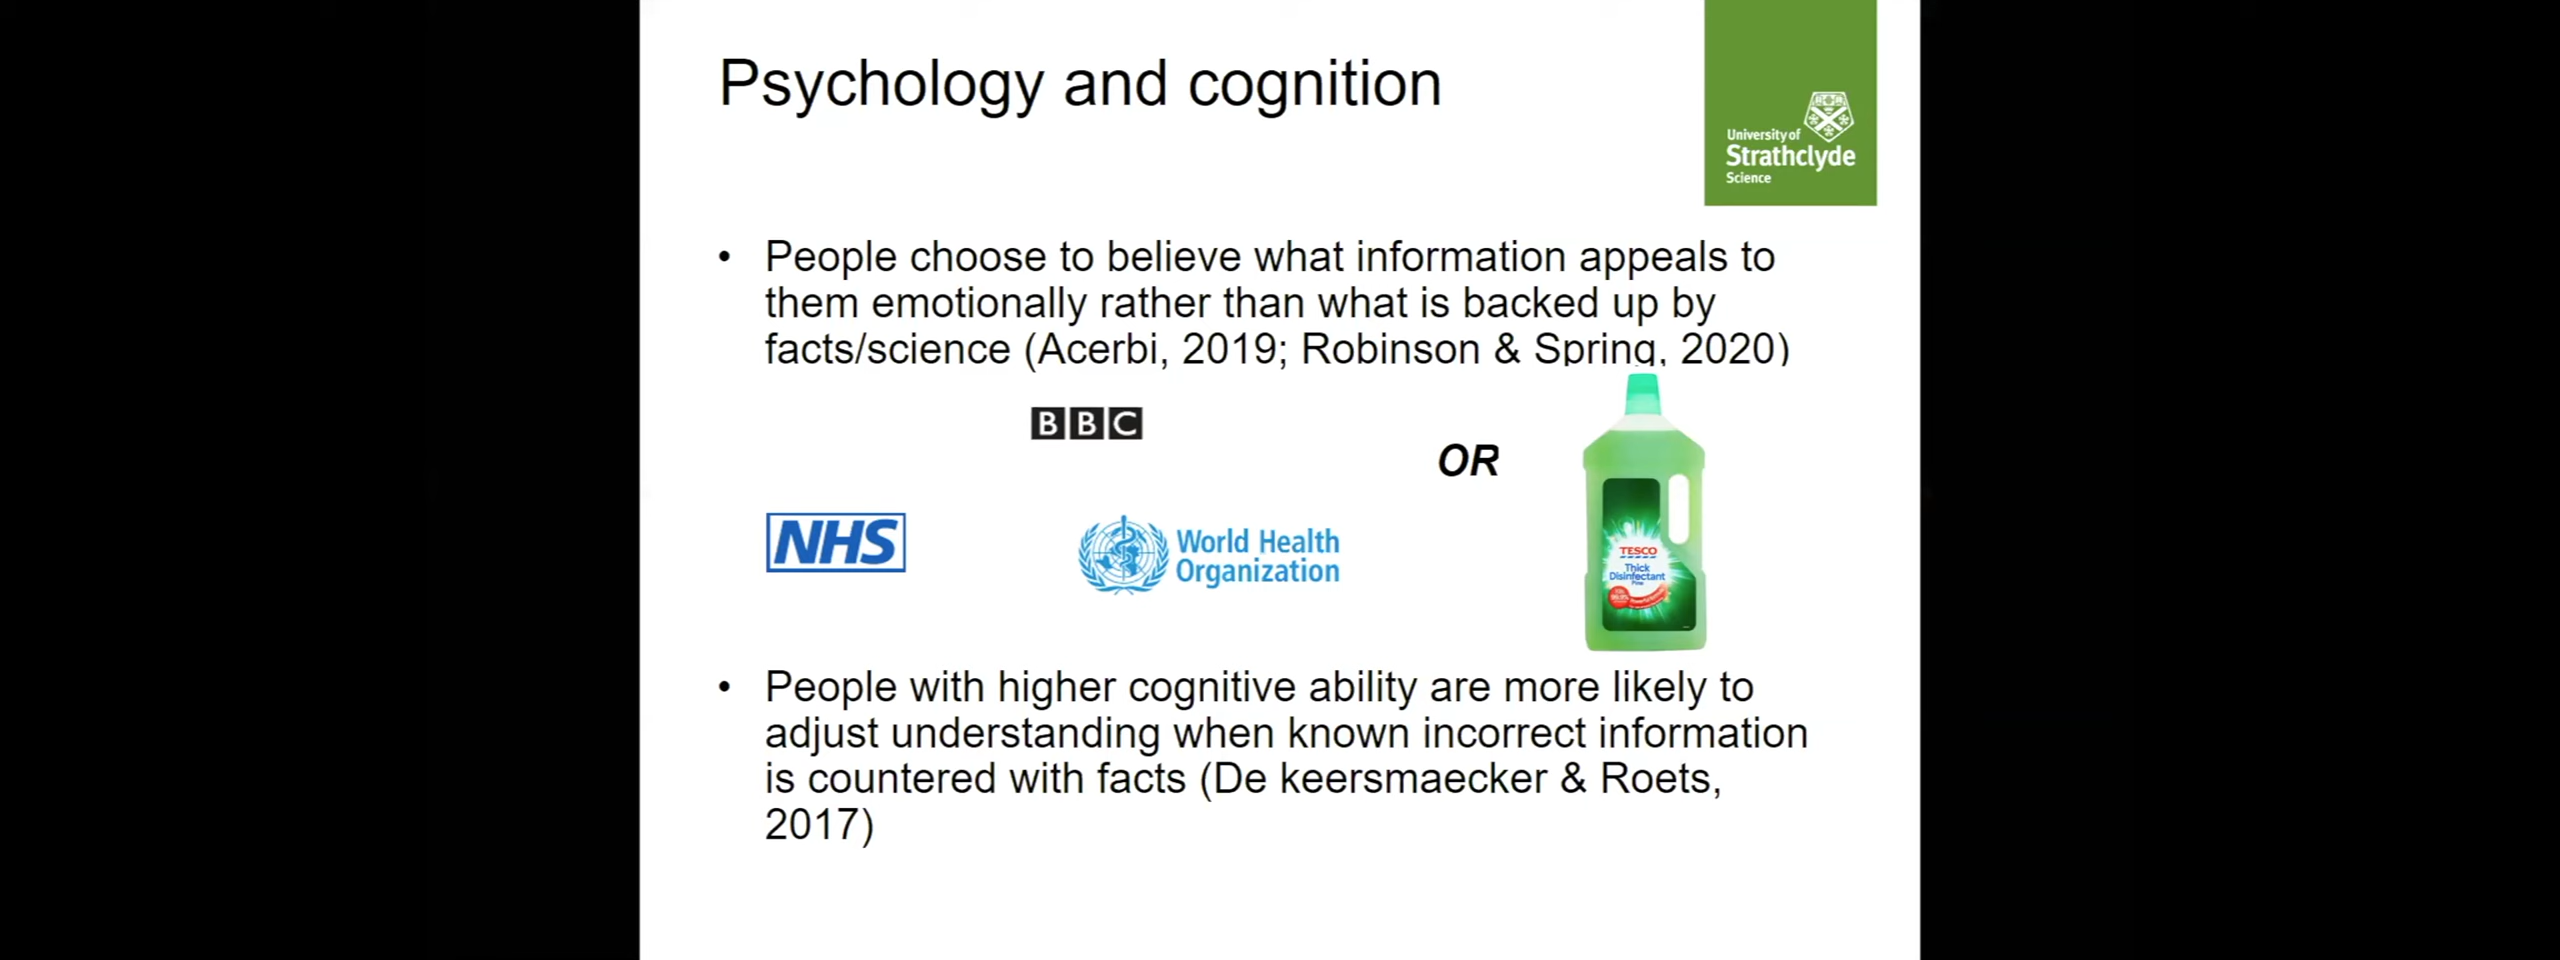 Psychology and cognition
University of
Strathclyde
Science
• People choose to believe what information appeals to
them emotionally rather than what is backed up by
facts/science (Acerbi, 2019; Robinson & Spring, 2020)
BBC
OR
NHS
World Health
Organization
TESCO
Thick
Disinfectant
Pine
• People with higher cognitive ability are more likely to
adjust understanding when known incorrect information
is countered with facts (De keersmaecker & Roets,
2017)